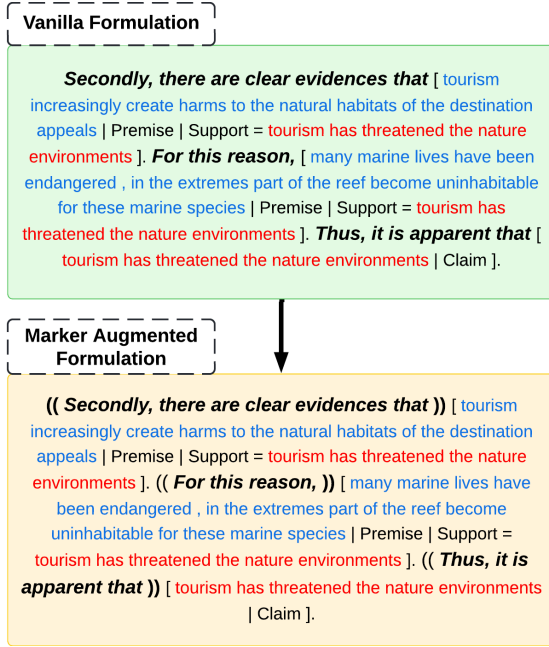 Vanilla Formulation
Secondly, there are clear evidences that [ tourism
increasingly create harms to the natural habitats of the destination
appeals | Premise | Support = tourism has threatened the nature
environments ]. For this reason, [ many marine lives have been
endangered , in the extremes part of the reef become uninhabitable
for these marine species | Premise | Support = tourism has
threatened the nature environments ]. Thus, it is apparent that [
tourism has threatened the nature environments | Claim ].
Marker Augmented
Formulation
(( Secondly, there are clear evidences that )) [ tourism
increasingly create harms to the natural habitats of the destination
appeals | Premise | Support = tourism has threatened the nature
environments ]. (( For this reason, )) [ many marine lives have
been endangered , in the extremes part of the reef become
uninhabitable for these marine species | Premise | Support =
tourism has threatened the nature environments ]. (( Thus, it is
apparent that )) [ tourism has threatened the nature environments
| Claim ].